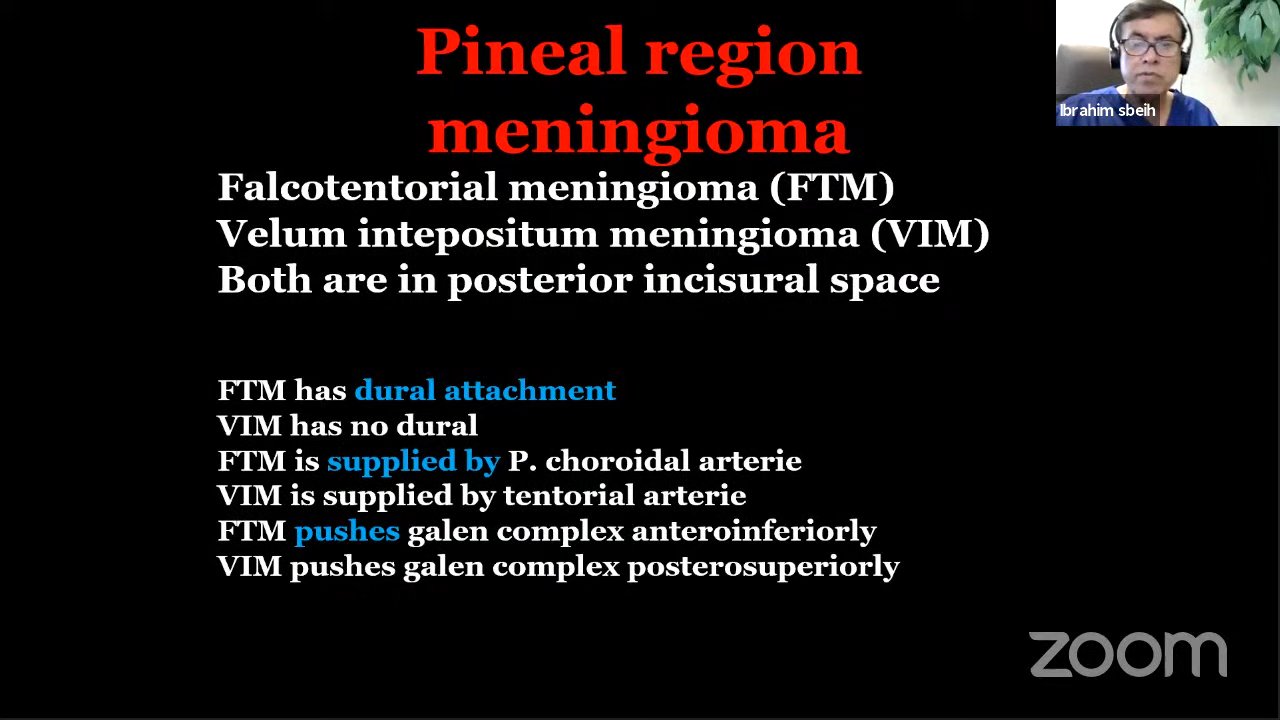 Pineal region
meningioma
Ibrahim sbeih
Falcotentorial meningioma (FTM)
Velum intepositum meningioma (VIM)
Both are in posterior incisural space
FTM has dural attachment
VIM has no dural
FTM is supplied by P. choroidal arterie
VIM is supplied by tentorial arterie
FTM pushes galen complex anteroinferiorly
VIM pushes galen complex posterosuperiorly
zoom